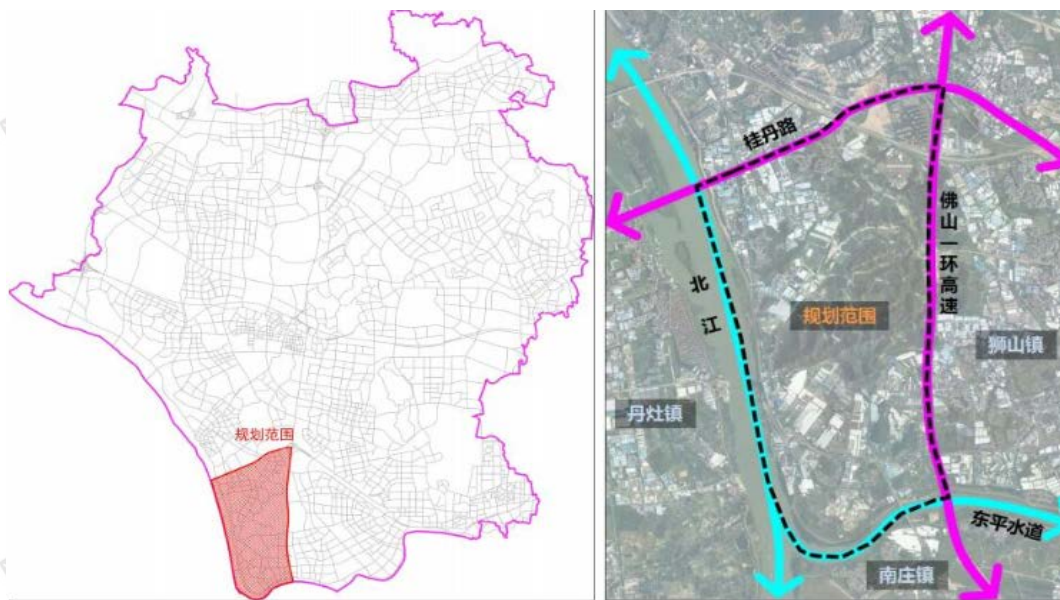 规划范围
桂丹路
佛山一环高速
北江
规划范围
狮山镇
丹灶镇
东平水道
南庄镇